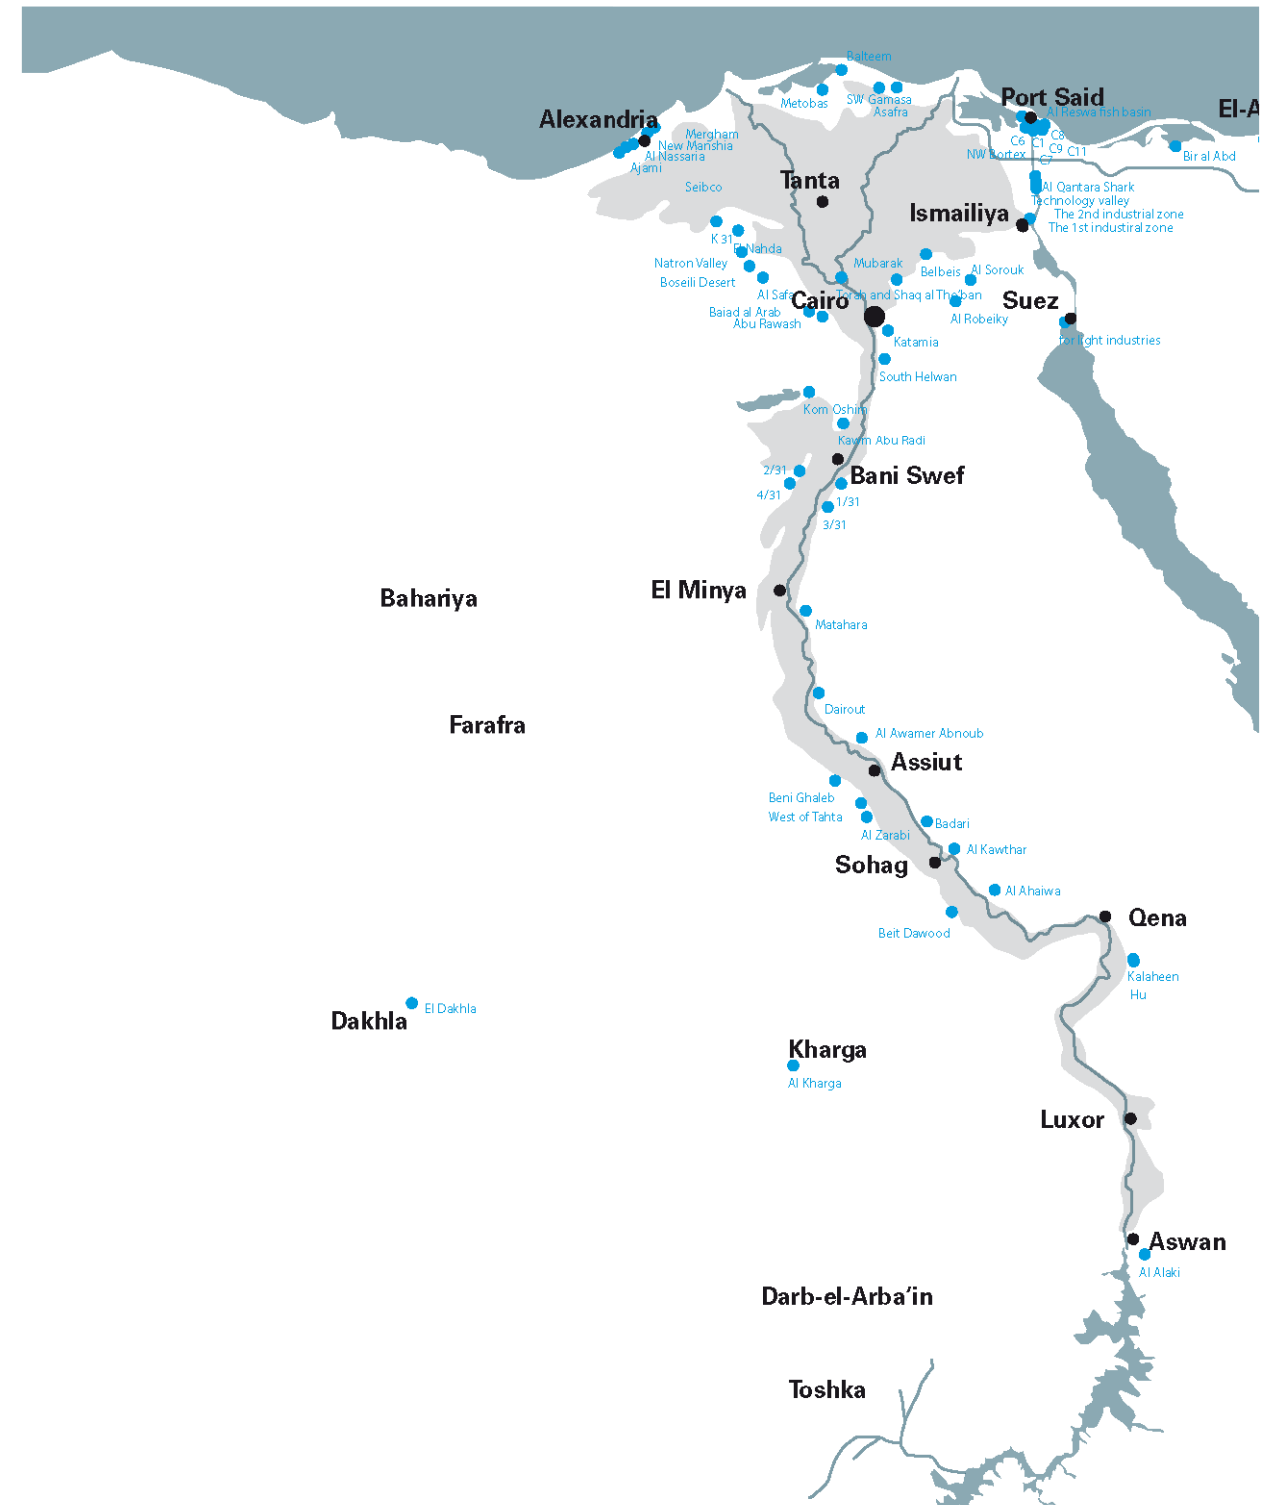 Balteem
Metobas
SW Gamasa
Asafra
Port Said
Al Reswa fish basin
El-A
Alexandria
Mergham
New Manshia
Al Nassaria
Ajami
C6
C1
C8
C9
C11
C7
NW Bortex
Bir al Abd
Seibco
Tanta
Al Qantara Shark
Technology valley
Ismailiya
The 2nd industrial zone
The 1st industiral zone
K 31
El Nahda
Natron Valley
Boseili Desert
Al Safa
Mubarak
Belbeis
Al Sorouk
Torah and Shaq al Tho'ban
Cairo
Suez
Baiad al Arab
Abu Rawash
Al Robeiky
Katamia
for light industries
South Helwan
Kom Oshim
Kawm Abu Radi
2/31
4/31
Bani Swef
1/31
3/31
Bahariya
El Minya
Matahara
Dairout
Farafra
Al Awamer Abnoub
Assiut
Beni Ghaleb
West of Tahta
Al Zarabi
Badari
Al Kawthar
Sohag
Al Ahaiwa
Beit Dawood
Qena
Kalaheen
Hu
El Dakhla
Dakhla
Kharga
Al Kharga
Luxor
Aswan
Al Alaki
Darb-el-Arba'in
Toshka